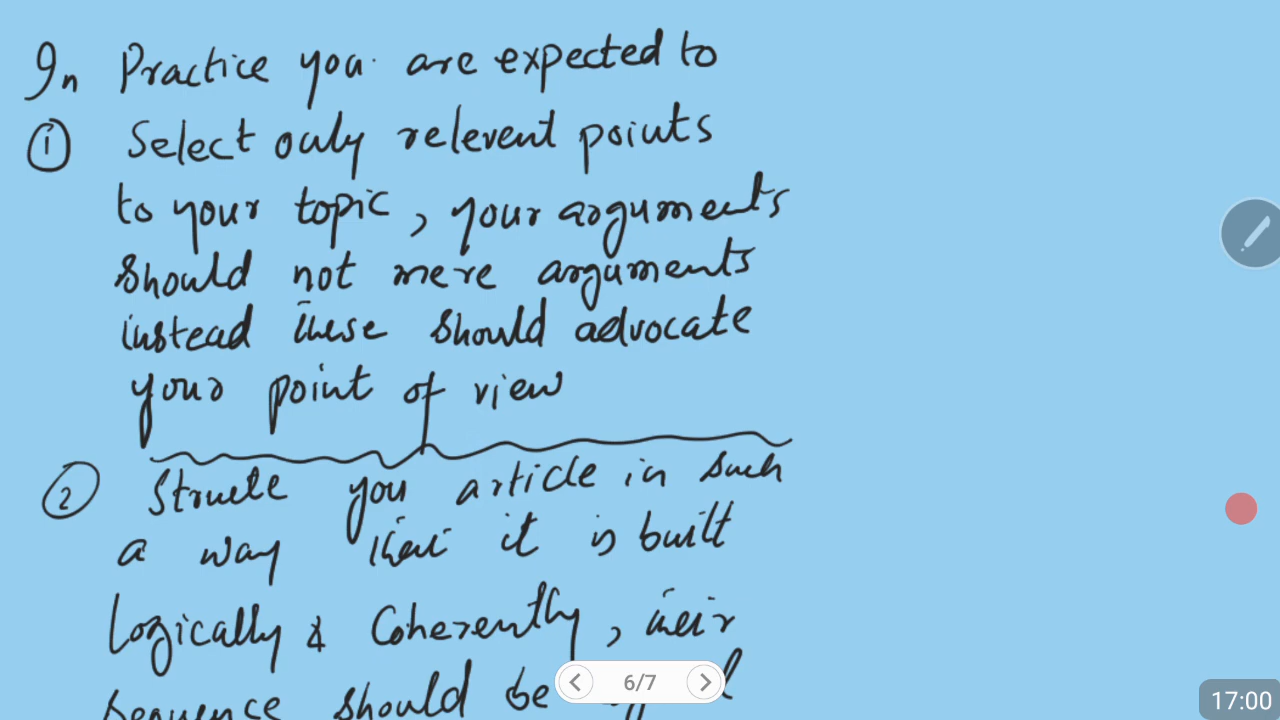 In Practice you are expected to
① Select only relevent points
to your topic, your arguments
should not mere arguments
instead these should advocate
your point of view
② you article in such
a way that it is built
Logically & Coherently, their
sequence should be
6/7
17:00